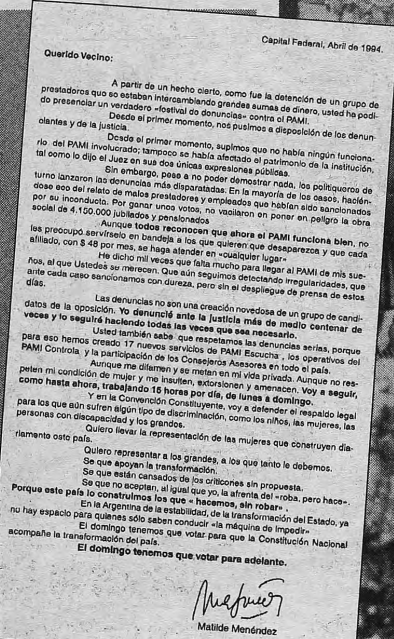 Capital Federal, Abril de 1994.
Querido Vecino:
A partir de un hecho cierto, como fue la detención de un grupo de
prestadores que so estaban intercambiando grandes sumas de dinero, usted ha podi-
do presenciar un verdadero «festival do donuncias» contra el PAMI.
Desde el primer momento, nos pusimos a disposición de los denun-
ciantes y de la justicia.
Desde el primer momento, supimos que no había ningún funciona-
rio del PAMI involucrado; tampoco se había afectado el patrimonio de la institución,
tal como lo dijo el Juez en sus dos únicas expresiones públicas.
Sin embargo, pese a no poder demostrar nada, los politiqueros de
turno lanzaron las denuncias más disparatadas. En la mayoría de los casos, hacién-
dose eco del relato de malos prestadores y empleados que habían sido sancionados
por su inconducta. Por ganar unos votos, no vacilaron en poner en peligro la obra
social de 4.150.000 jubilados y pensionados
Aunque todos reconocen que ahora el PAMI funciona bien, no
les preocupó servírselo en bandeja a los que quieren que desaparezca y que cada
afiliado, con $ 48 por mes, se haga atender en «cualquier lugar»
He dicho mil veces que falta mucho para llegar al PAMI de mis sue-
ños, al que Ustedes se merecen. Que aún seguimos detectando irregularidades, que
ante cada caso sancionamos con dureza, pero sin el despliegue de prensa de estos
días.
Las denuncias no son una creación novedosa de un grupo de candi-
datos de la oposición. Yo denuncié ante la justicia más de medio centenar de
veces y lo seguiré haciendo todas las veces que sea necesario.
Usted también sabe que respetamos las denuncias serias, porque
para eso hemos creado 17 nuevos servicios de PAMI Escucha, los operativos del
PAMI Controla y la participación de los Consejeros Asesores en todo el país.
Aunque me difamen y se metan en mi vida privada. Aunque no res-
peten mi condición de mujer y me insulten, extorsionen y amenacen. Voy a seguir,
como hasta ahora, trabajando 15 horas por día, de lunes a domingo.
Y en la Convención Constituyente, voy a defender el respaldo legal
para los que aún sufren algún tipo de discriminación, como los niños, las mujeres, las
personas con discapacidad y los grandos.
Quiero llevar la representación de las mujeres que construyen dia-
riamente osto país.
Quiero representar a los grandes, a los que tanto le debemos.
Se que apoyan la transformación.
Se que están cansados de los criticones sin propuesta.
Se que no aceptan, al igual que yo, la afrenta del «roba, pero hace».
Porque este país lo construimos los que «hacemos, sin robar».
En la Argentina de la estabilidad, de la transformación del Estado, ya
no hay espacio para quienes sólo saben conducir «la máquina de impedir»
El domingo tenemos que votar para que la Constitución Nacional
acompañe la transformación del país.
El domingo tenemos que votar para adelante.
Matilde Menéndez